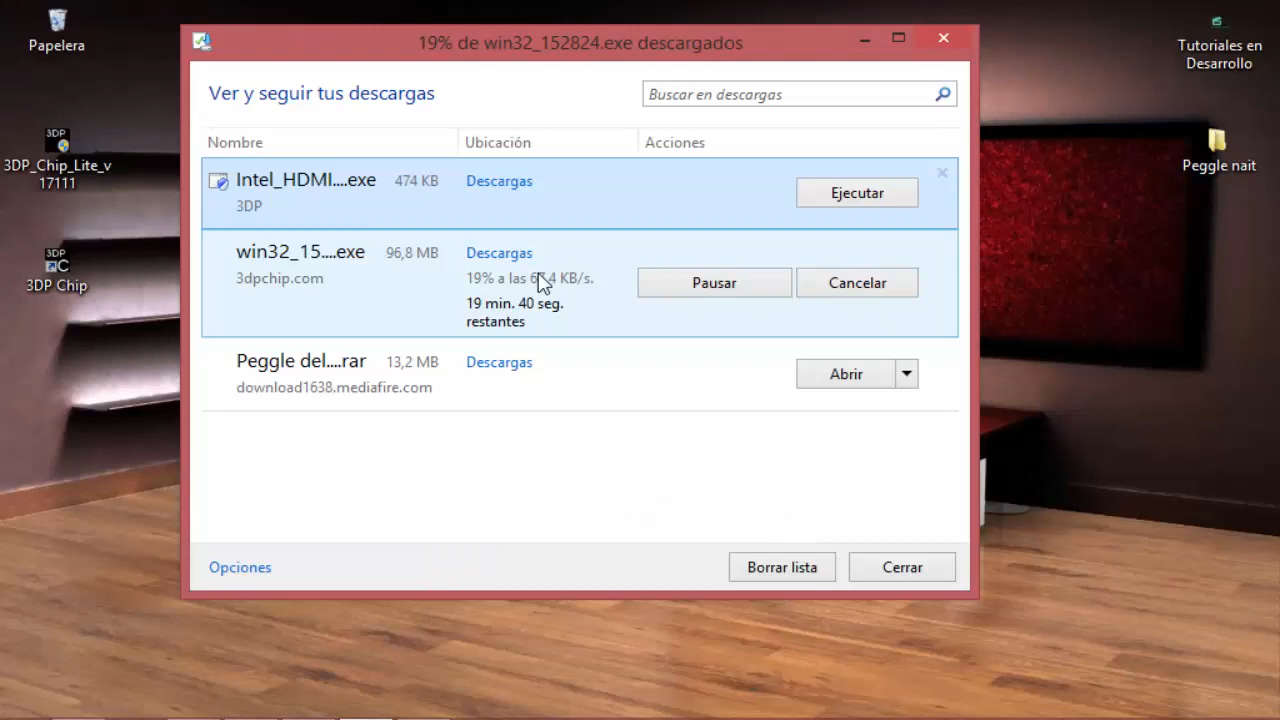 Papelera
3DP
3DP_Chip_Lite_v
17111
3DP
C
3DP Chip
Tutoriales en
Desarrollo
Peggle nait
19% de win32_152824.exe descargados
Ver y seguir tus descargas
Buscar en descargas
Nombre
Ubicación
Acciones
Intel_HDMI....exe 474 KB
3DP
Descargas
Ejecutar
win32_15....exe 96,8 MB
3dpchip.com
Descargas
19% a las KB/s.
19 min. 40 seg.
restantes
Pausar
Cancelar
Peggle del....rar 13,2 MB
download1638.mediafire.com
Descargas
Abrir
Opciones
Borrar lista
Cerrar